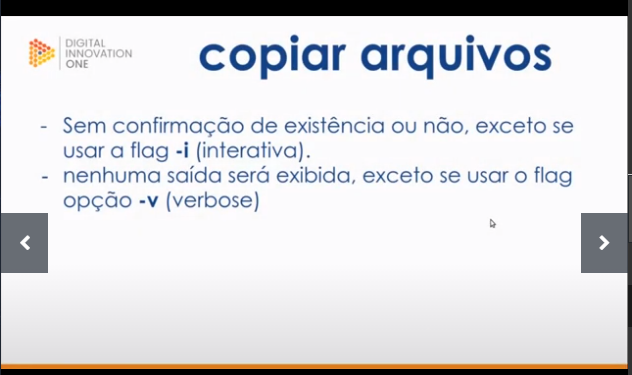 DIGITAL
INNOVATION
ONE
copiar arquivos
- Sem confirmação de existência ou não, exceto se
usar a flag -i (interativa).
- nenhuma saída será exibida, exceto se usar o flag
opção -v (verbose)